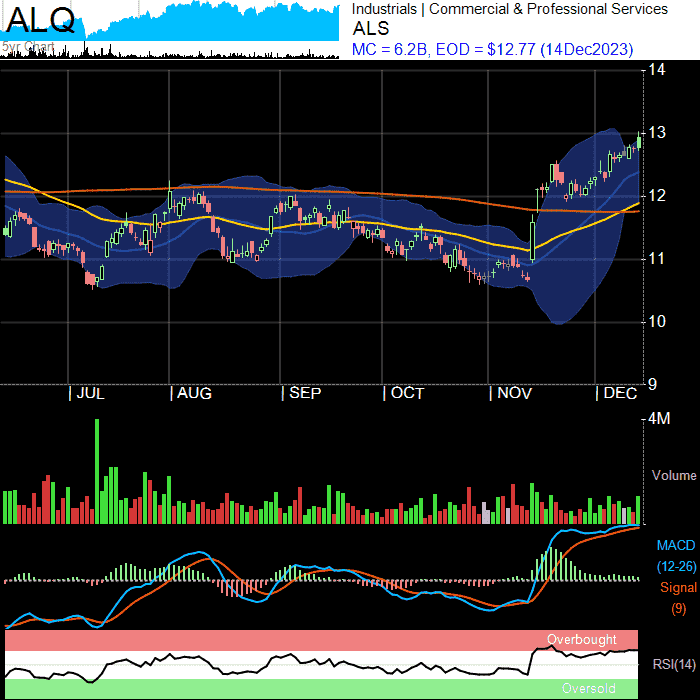 ALQ
5yr Chart
Industrials | Commercial & Professional Services
ALS
MC = 6.2B, EOD = $12.77 (14Dec2023)
14
13
12
11
10
9
| JUL | AUG | SEP | OCT | NOV | DEC
4M
Volume
MACD
(12-26)
Signal
(9)
Overbought
RSI(14)
Oversold